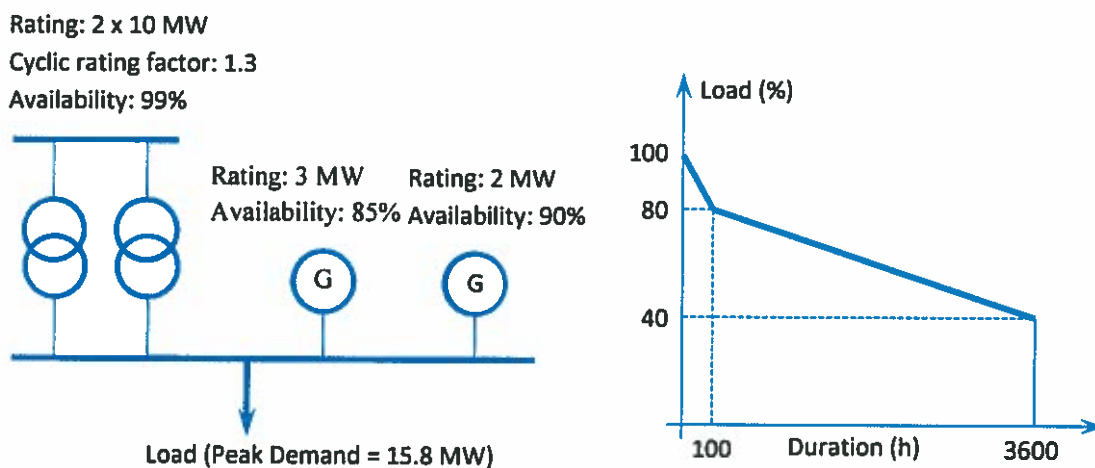 Rating: 2 x 10 MW
Cyclic rating factor: 1.3
Availability: 99%
Rating: 3 MW
Availability: 85%
Rating: 2 MW
Availability: 90%
G
G
Load (Peak Demand = 15.8 MW)
Load (%)
100
80
40
100
Duration (h)
3600